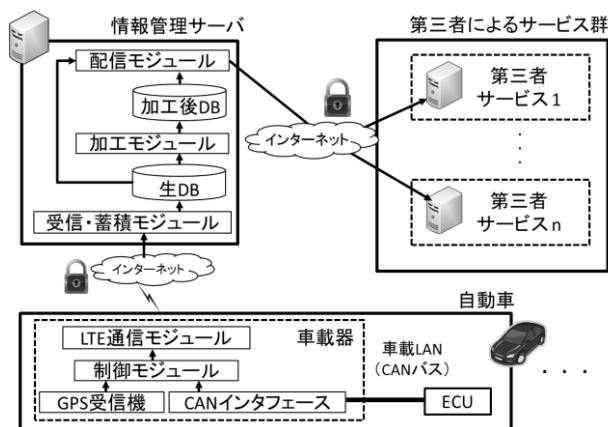 情報管理サーバ
配信モジュール
加工後DB
加工モジュール
生DB
受信・蓄積モジュール
インターネット
第三者によるサービス群
第三者
サービス1
インターネット
第三者
サービスn
自動車
車載器
LTE通信モジュール
制御モジュール
GPS受信機
CANインタフェース
車載LAN
(CANバス)
ECU